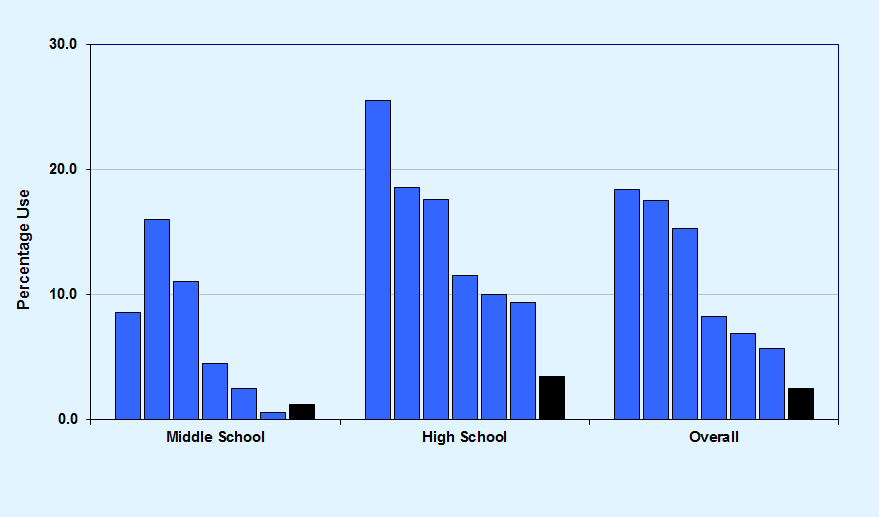 30.0
20.0
10.0
0.0
Percentage Use
Middle School
High School
Overall